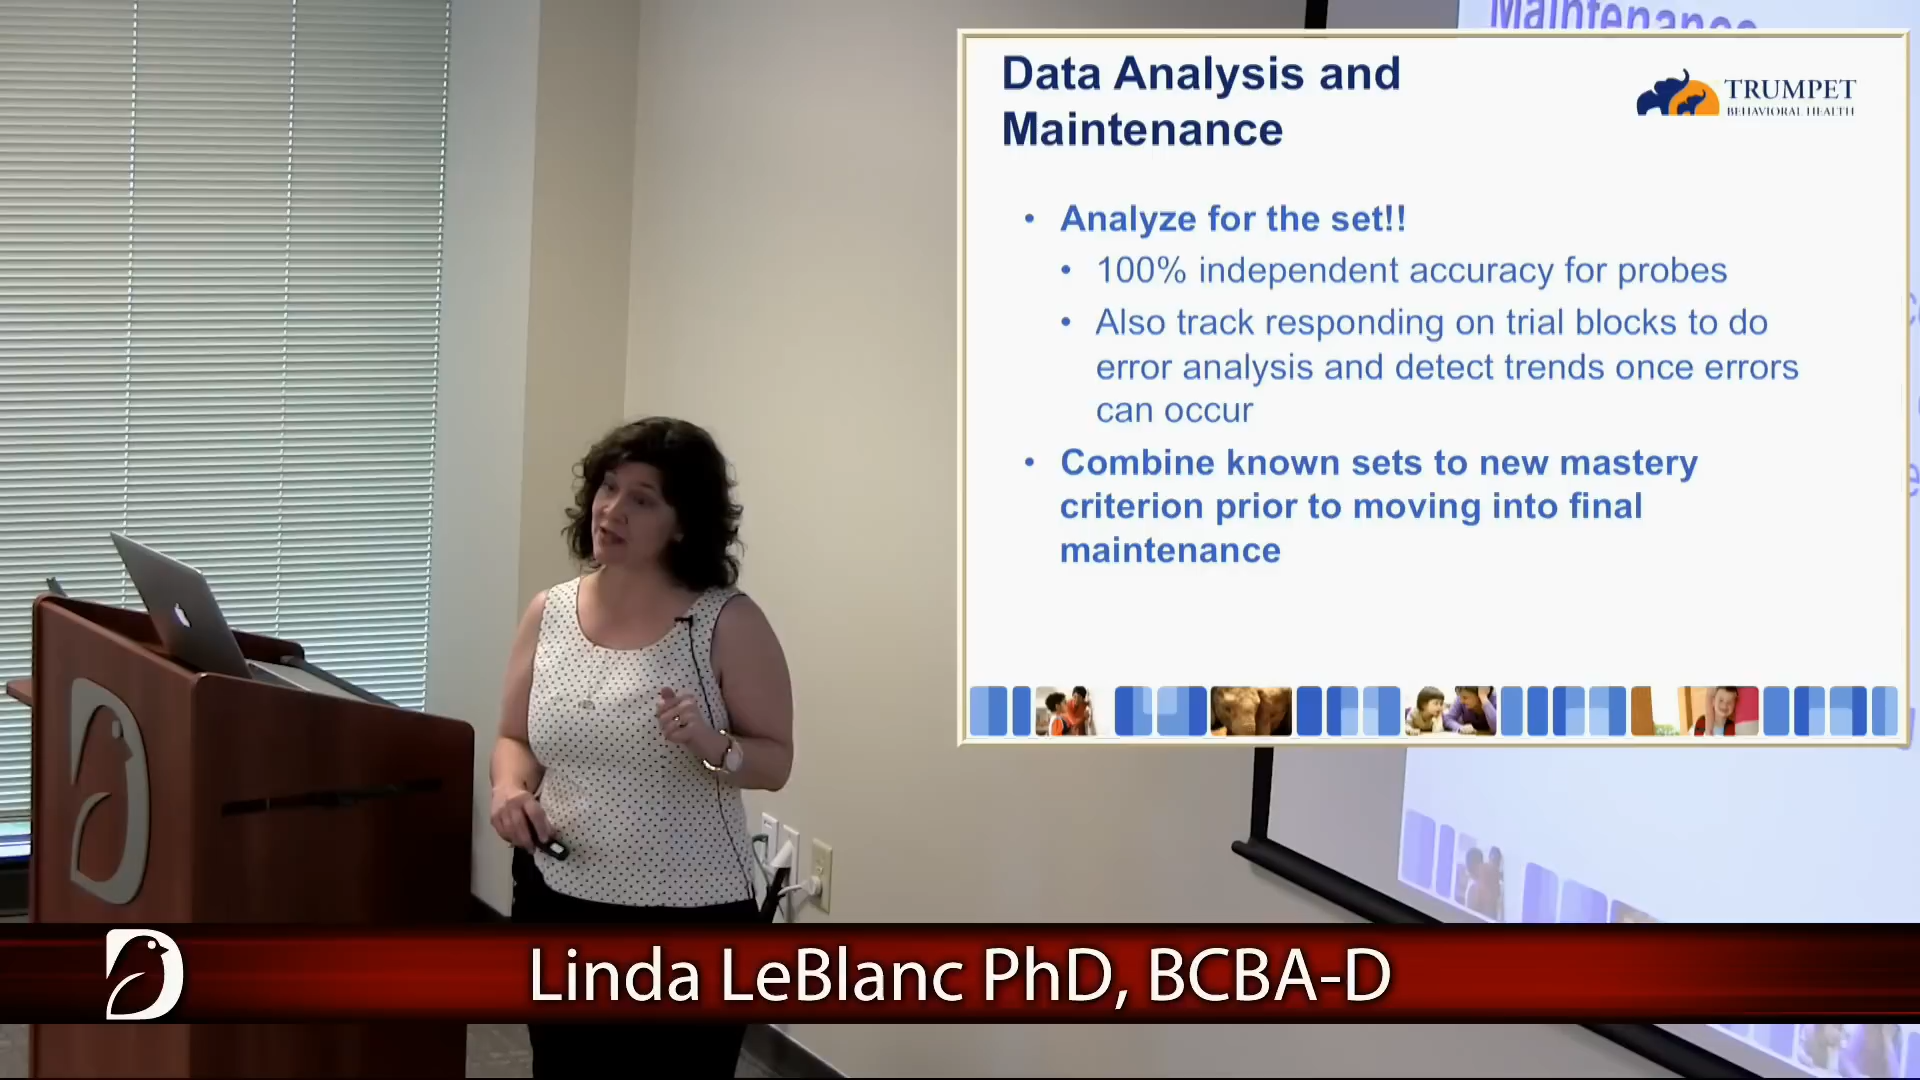 Maintenance
Data Analysis and
Maintenance
TRUMPET
BEHAVIORAL HEALTH
• Analyze for the set!!
• 100% independent accuracy for probes
• Also track responding on trial blocks to do
error analysis and detect trends once errors
can occur
• Combine known sets to new mastery
criterion prior to moving into final
maintenance
Linda LeBlanc PhD, BCBA-D